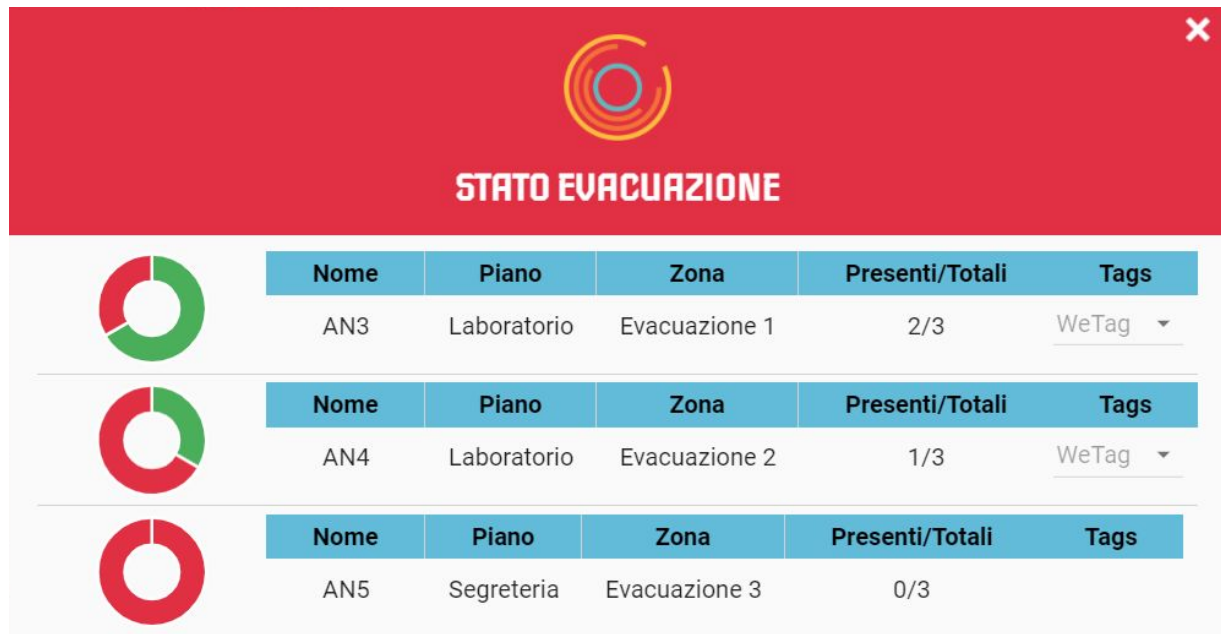 STATO EVACUAZIONE
Nome Piano Zona Presenti/Totali Tags
AN3 Laboratorio Evacuazione 1 2/3 WeTag
Nome Piano Zona Presenti/Totali Tags
AN4 Laboratorio Evacuazione 2 1/3 WeTag
Nome Piano Zona Presenti/Totali Tags
AN5 Segreteria Evacuazione 3 0/3